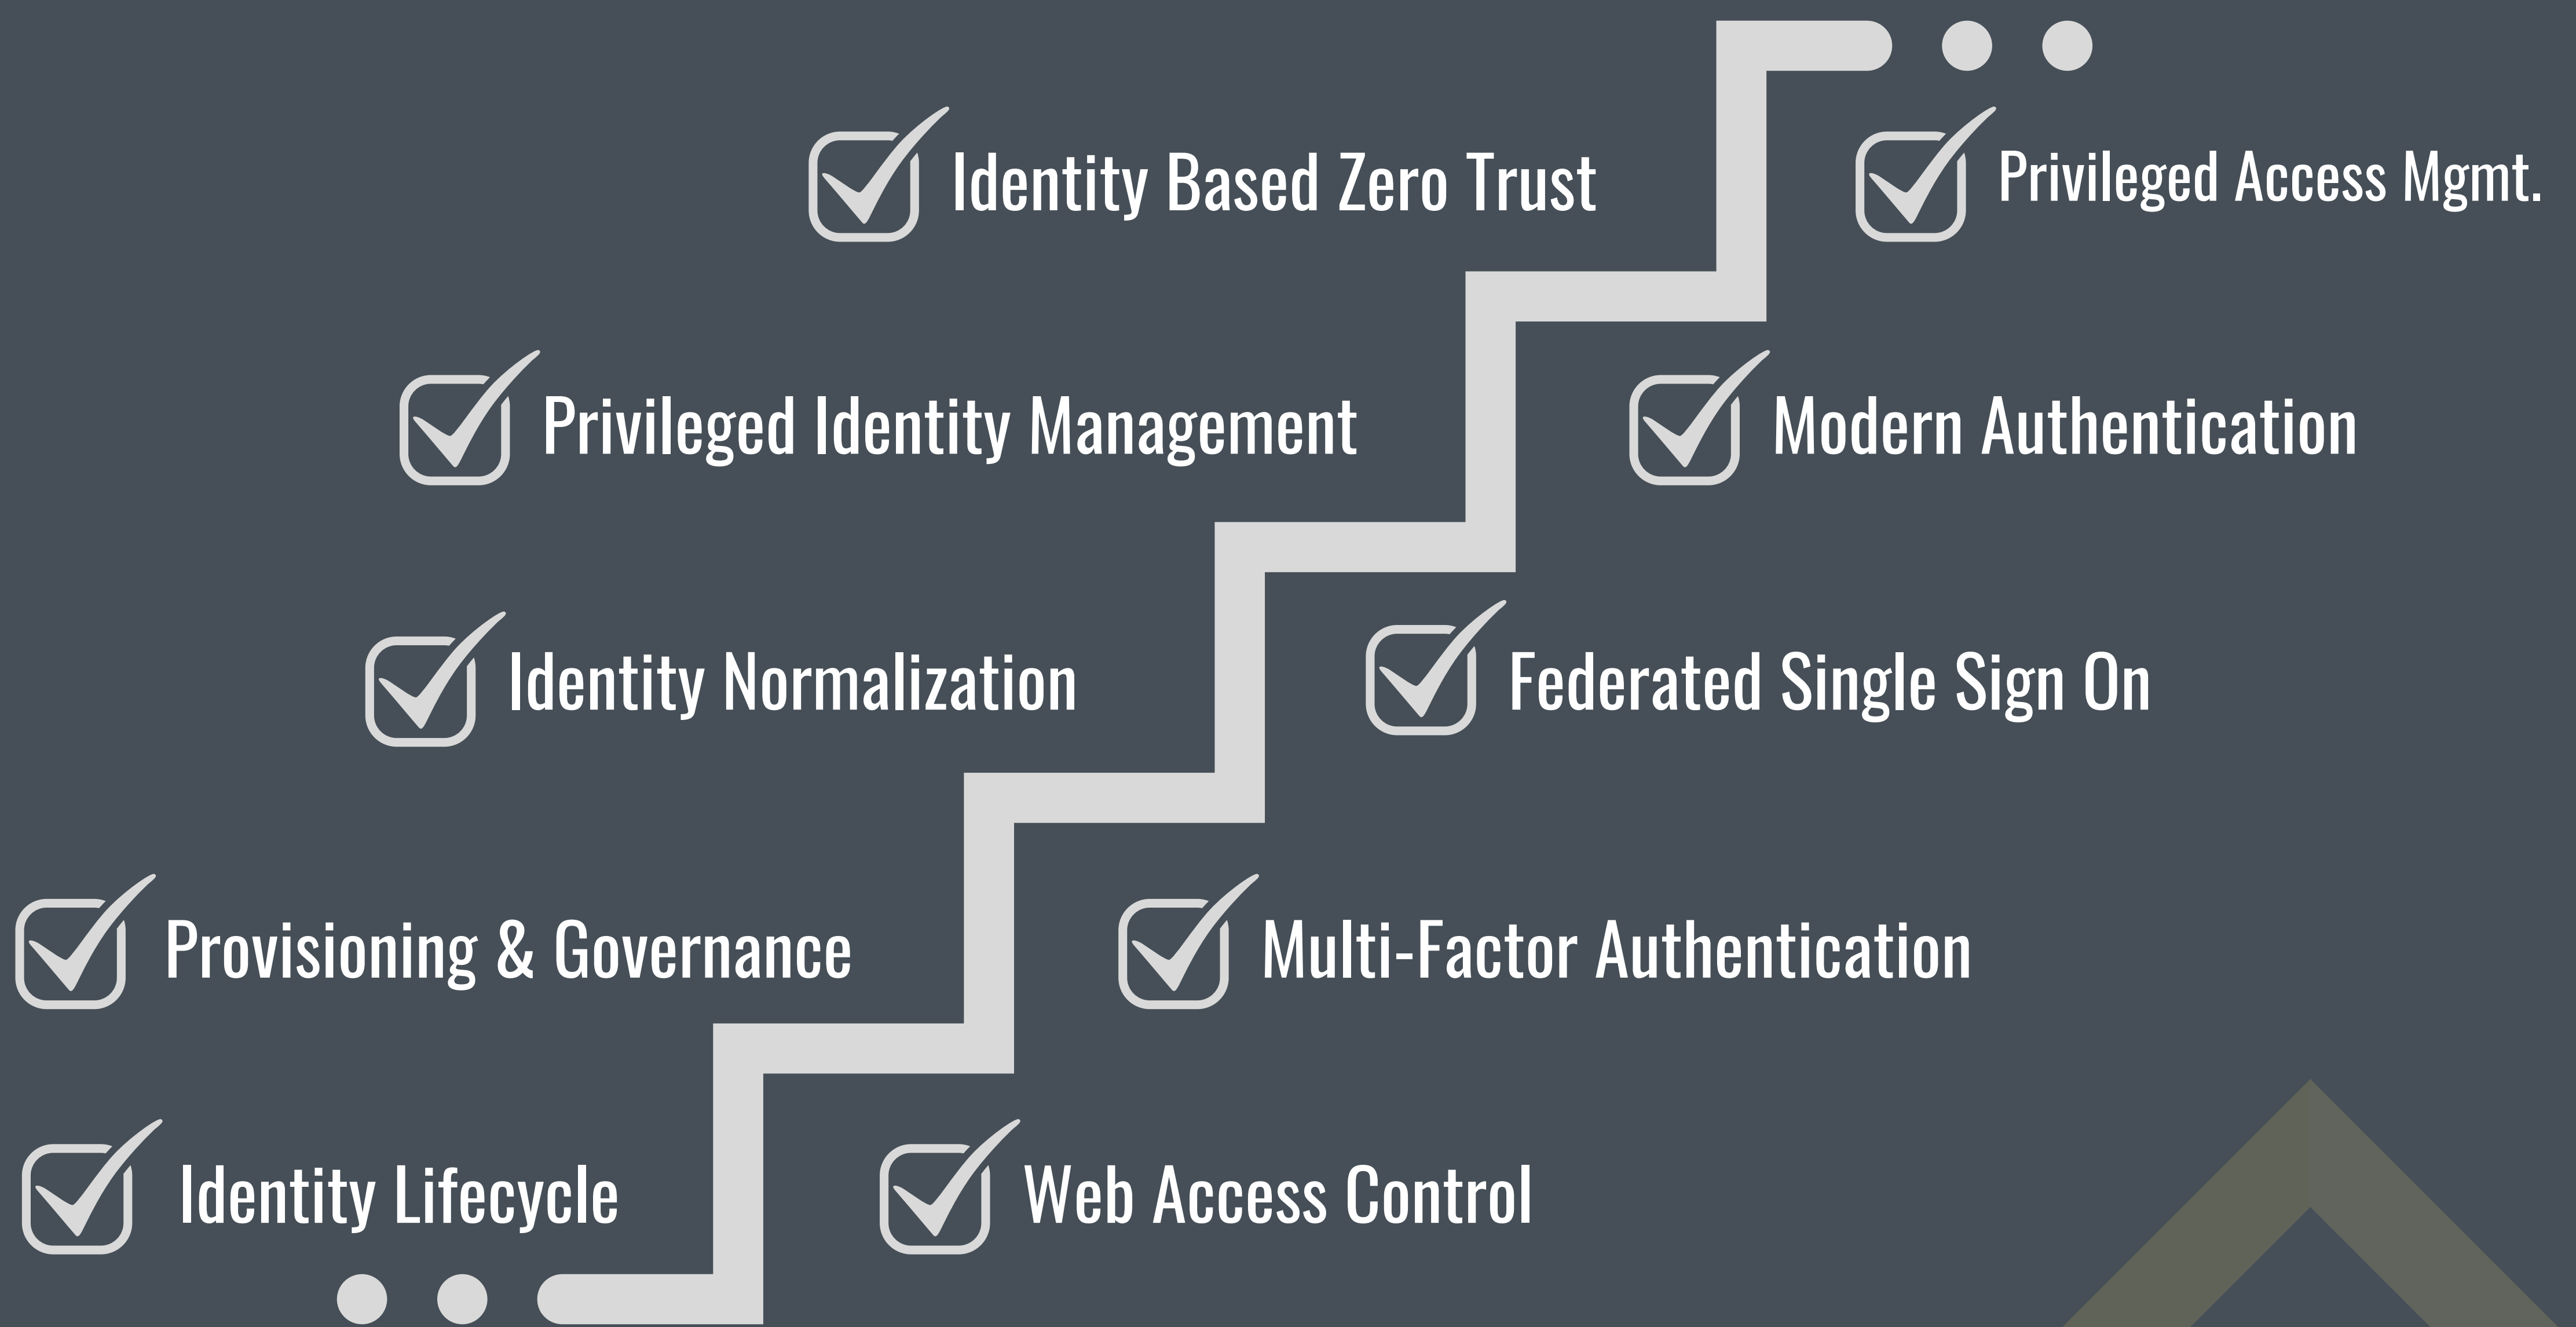 Identity Based Zero Trust
Privileged Access Mgmt.
Privileged Identity Management
Modern Authentication
Identity Normalization
Federated Single Sign On
Provisioning & Governance
Multi-Factor Authentication
Identity Lifecycle
Web Access Control